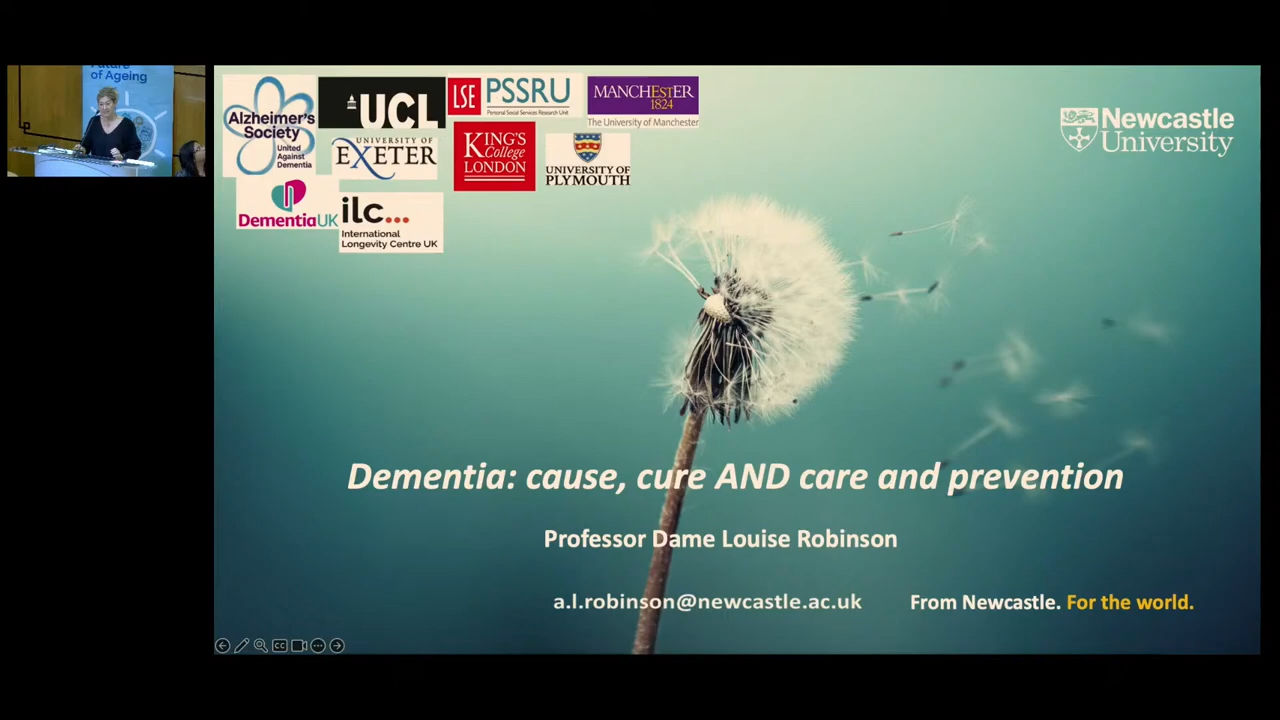 Future
of Ageing
Alzheimer's
Society
United
Against
Dementia
UCL
LSE
PSSRU
Personal Social Services Research Unit
MANCHESTER
1824
The University of Manchester
UNIVERSITY OF
EXETER
KING'S
College
LONDON
UNIVERSITY OF
PLYMOUTH
DementiaUK
ilc...
International
Longevity Centre UK
Newcastle
University
Dementia: cause, cure AND care and prevention
Professor Dame Louise Robinson
a.l.robinson@newcastle.ac.uk
From Newcastle. For the world.
CC